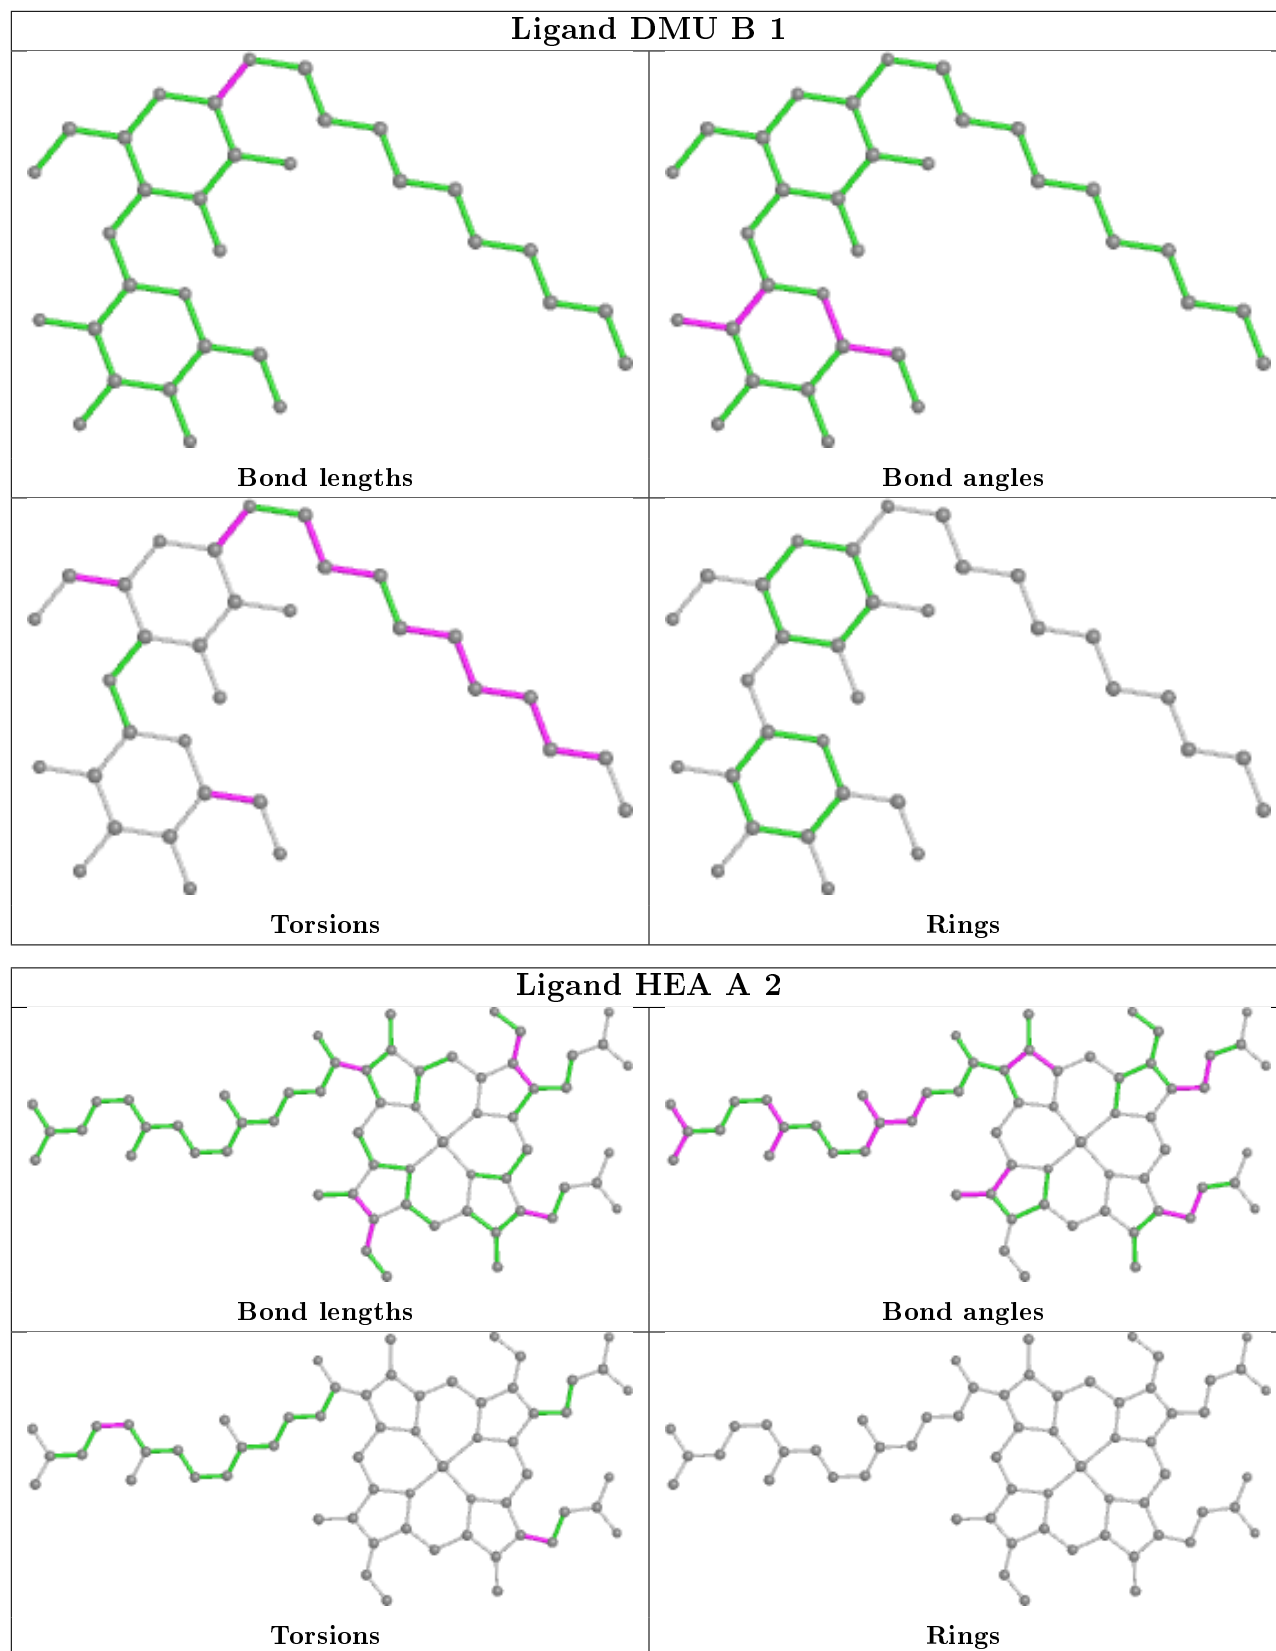 Ligand DMU B 1
Bond lengths
Bond angles
Torsions
Rings
Ligand HEA A 2
Bond lengths
Bond angles
Torsions
Rings